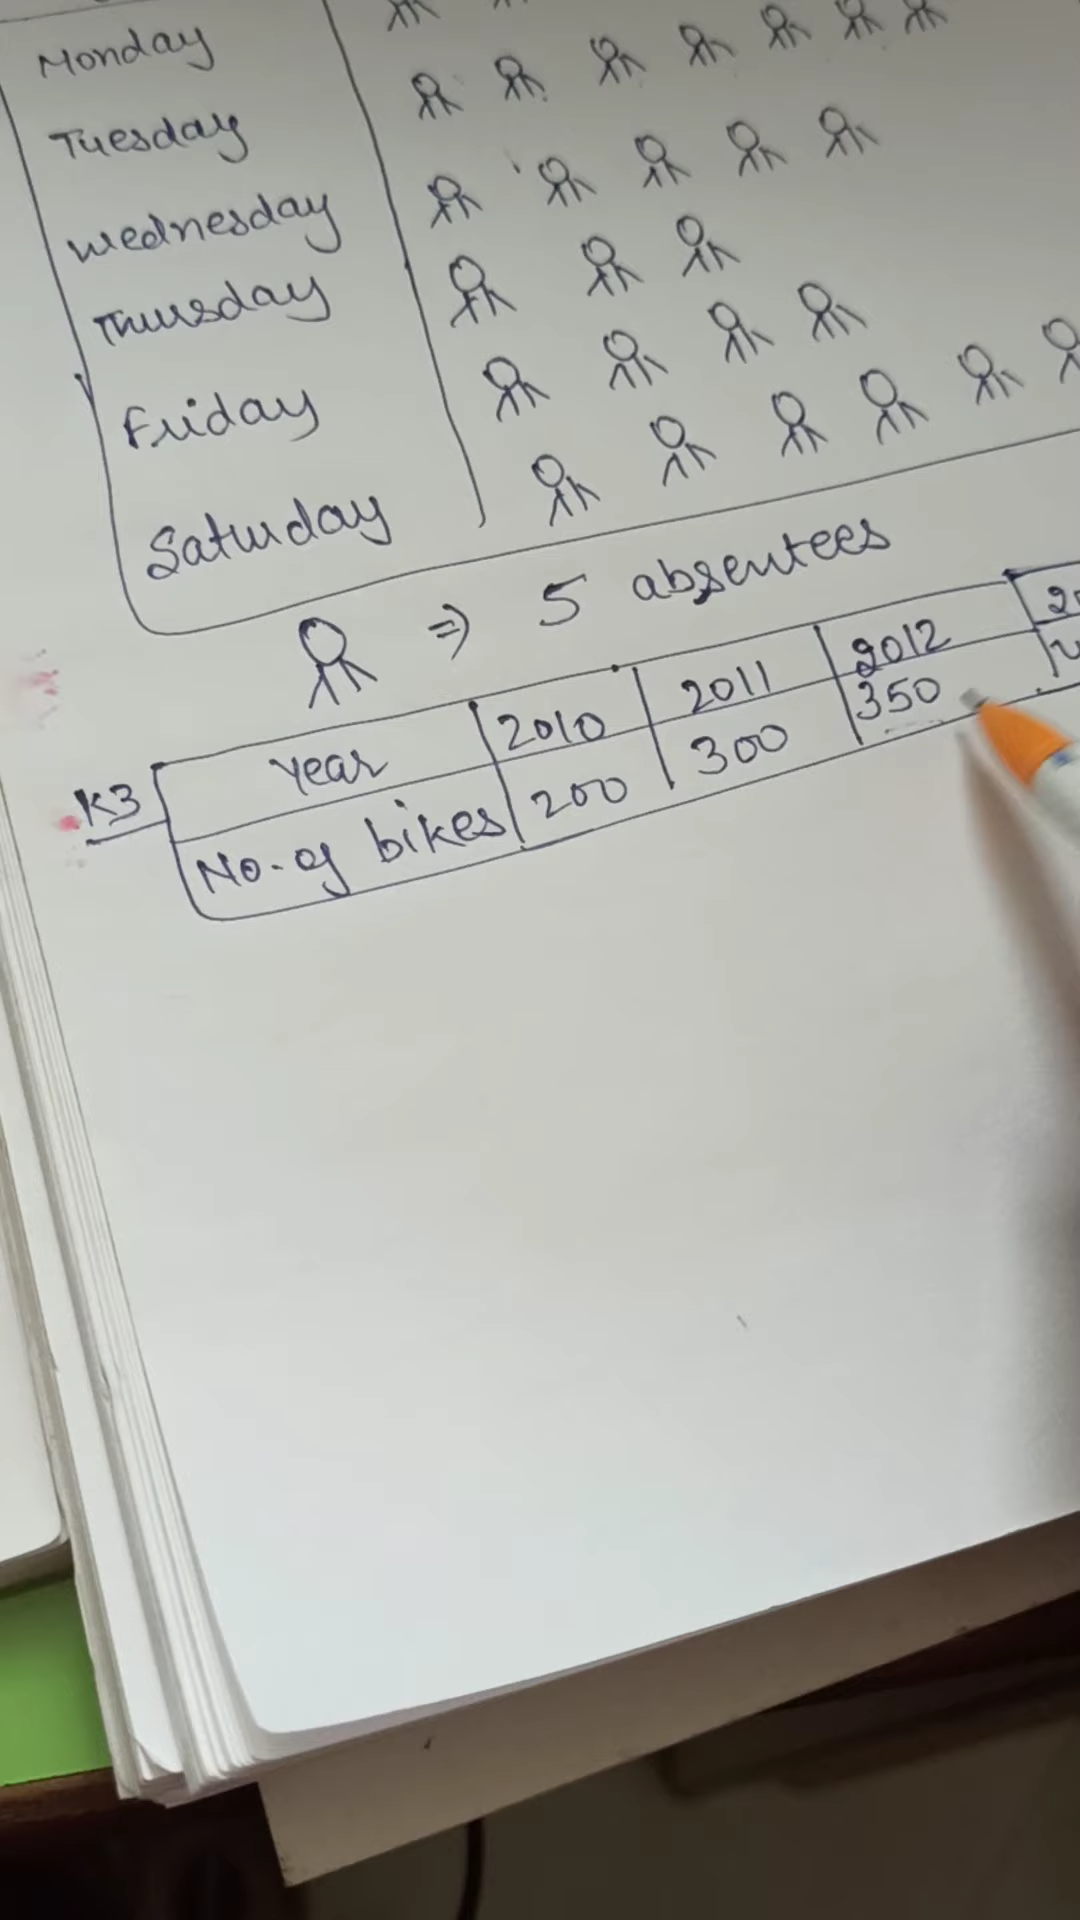 Monday
Tuesday
Wednesday
Thursday
Friday
Saturday
⇒ 5 absentees
K3 Year 2010 2011 2012
No. of bikes 200 300 350